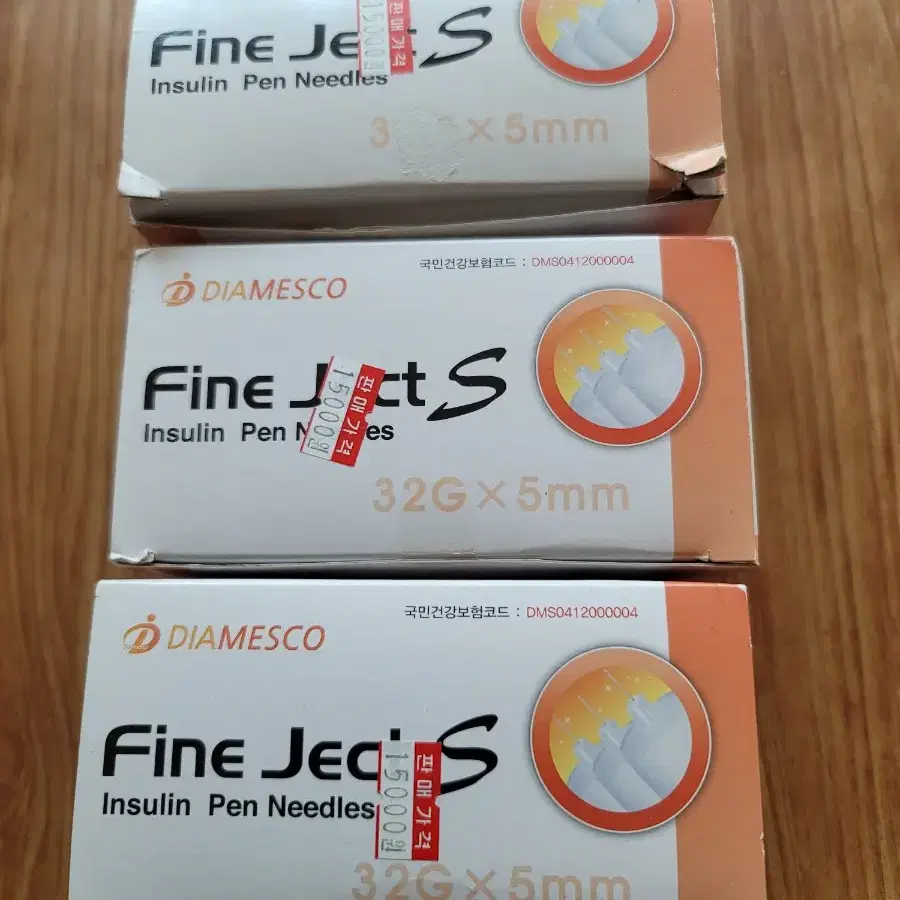 Fine Ject S
Insulin Pen Needles
판매가격
15000원
× 5mm
DIAMESCO
국민건강보험코드 : DMS0412000004
Fine Ject S
Insulin Pen Needles
판매가격
15000원
32G × 5mm
DIAMESCO
국민건강보험코드 : DMS0412000004
Fine Ject S
Insulin Pen Needles
판매가격
15000원
32G × 5mm